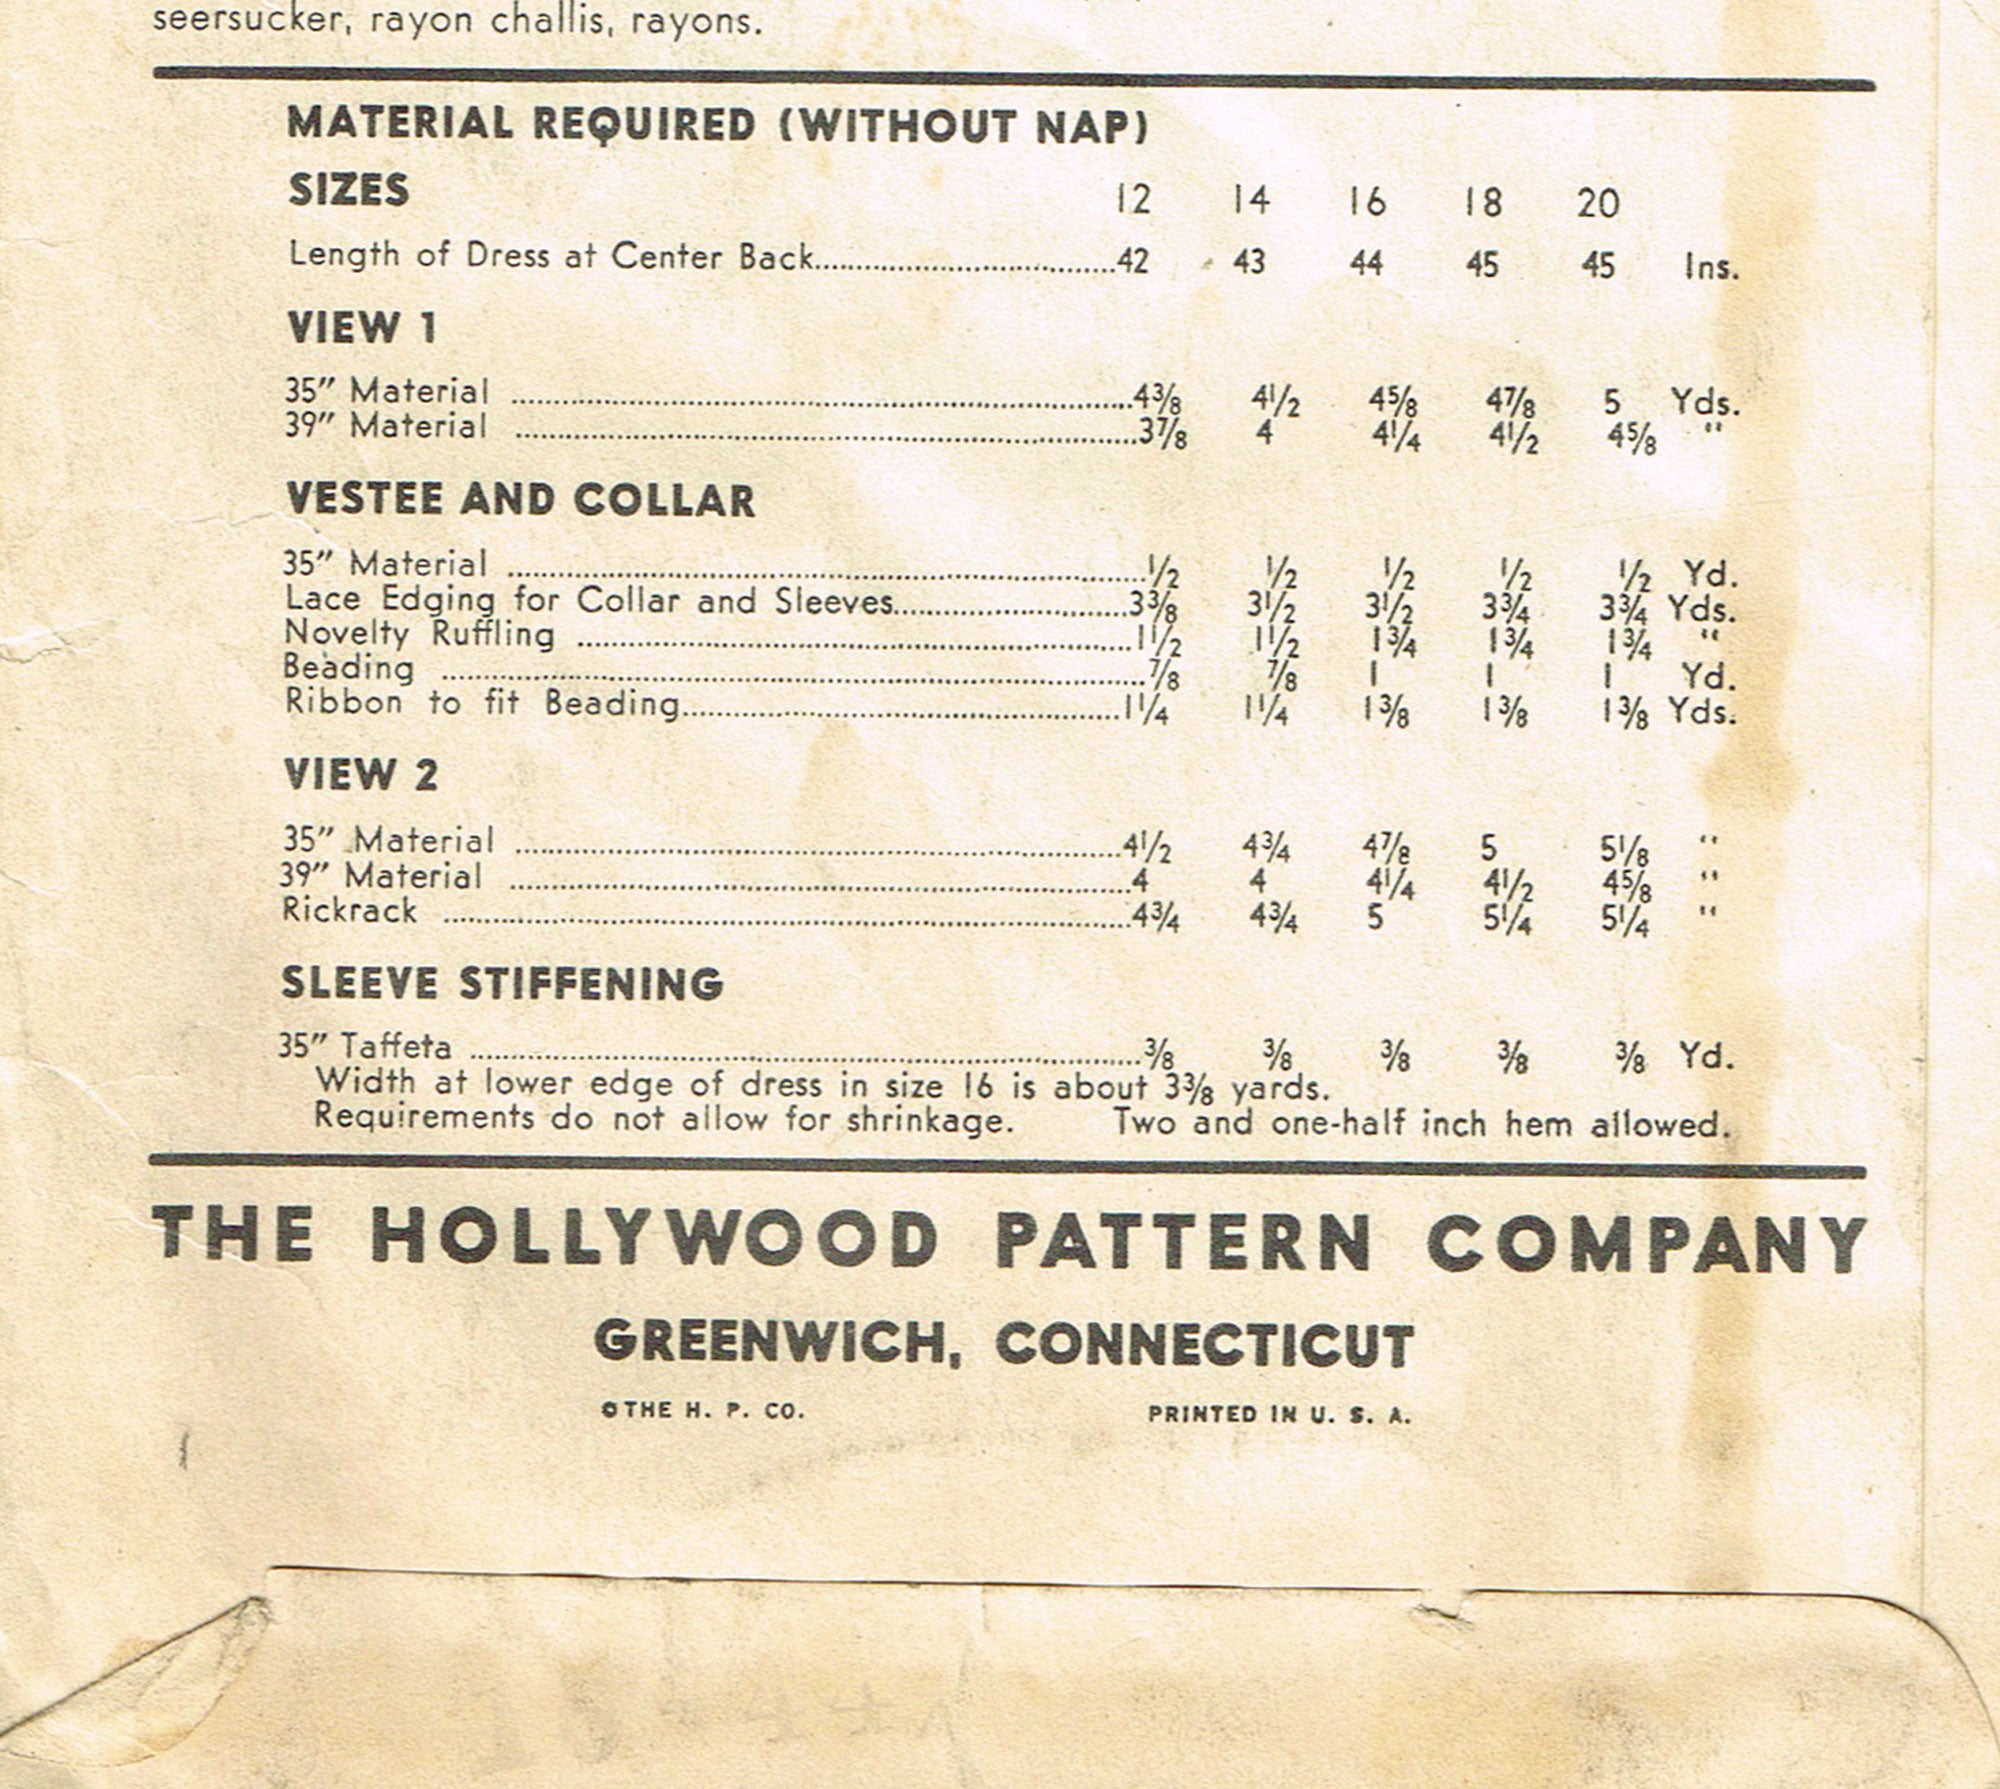 seersucker, rayon challis, rayons.
MATERIAL REQUIRED (WITHOUT NAP)
SIZES 12 14 16 18 20
Length of Dress at Center Back 42 43 44 45 45 Ins.
VIEW 1
35" Material 4⅜ 4½ 4⅝ 4⅞ 5 Yds.
39" Material 3⅞ 4 4¼ 4½ 4⅝ "
VESTEE AND COLLAR
35" Material ½ ½ ½ ½ ½ Yd.
Lace Edging for Collar and Sleeves 3⅜ 3½ 3½ 3¾ 3¾ Yds.
Novelty Ruffling 1½ 1½ 1¾ 1¾ 1¾ "
Beading ⅞ ⅞ 1 1 1 Yd.
Ribbon to fit Beading 1¼ 1¼ 1⅜ 1⅜ 1⅜ Yds.
VIEW 2
35" Material 4½ 4¾ 4⅞ 5 5⅛ "
39" Material 4 4 4¼ 4½ 4⅝ "
Rickrack 4¾ 4¾ 5 5¼ 5¼ "
SLEEVE STIFFENING
35" Taffeta ⅜ ⅜ ⅜ ⅜ ⅜ Yd.
Width at lower edge of dress in size 16 is about 3⅜ yards.
Requirements do not allow for shrinkage. Two and one-half inch hem allowed.
THE HOLLYWOOD PATTERN COMPANY
GREENWICH, CONNECTICUT
©THE H. P. CO. PRINTED IN U. S. A.